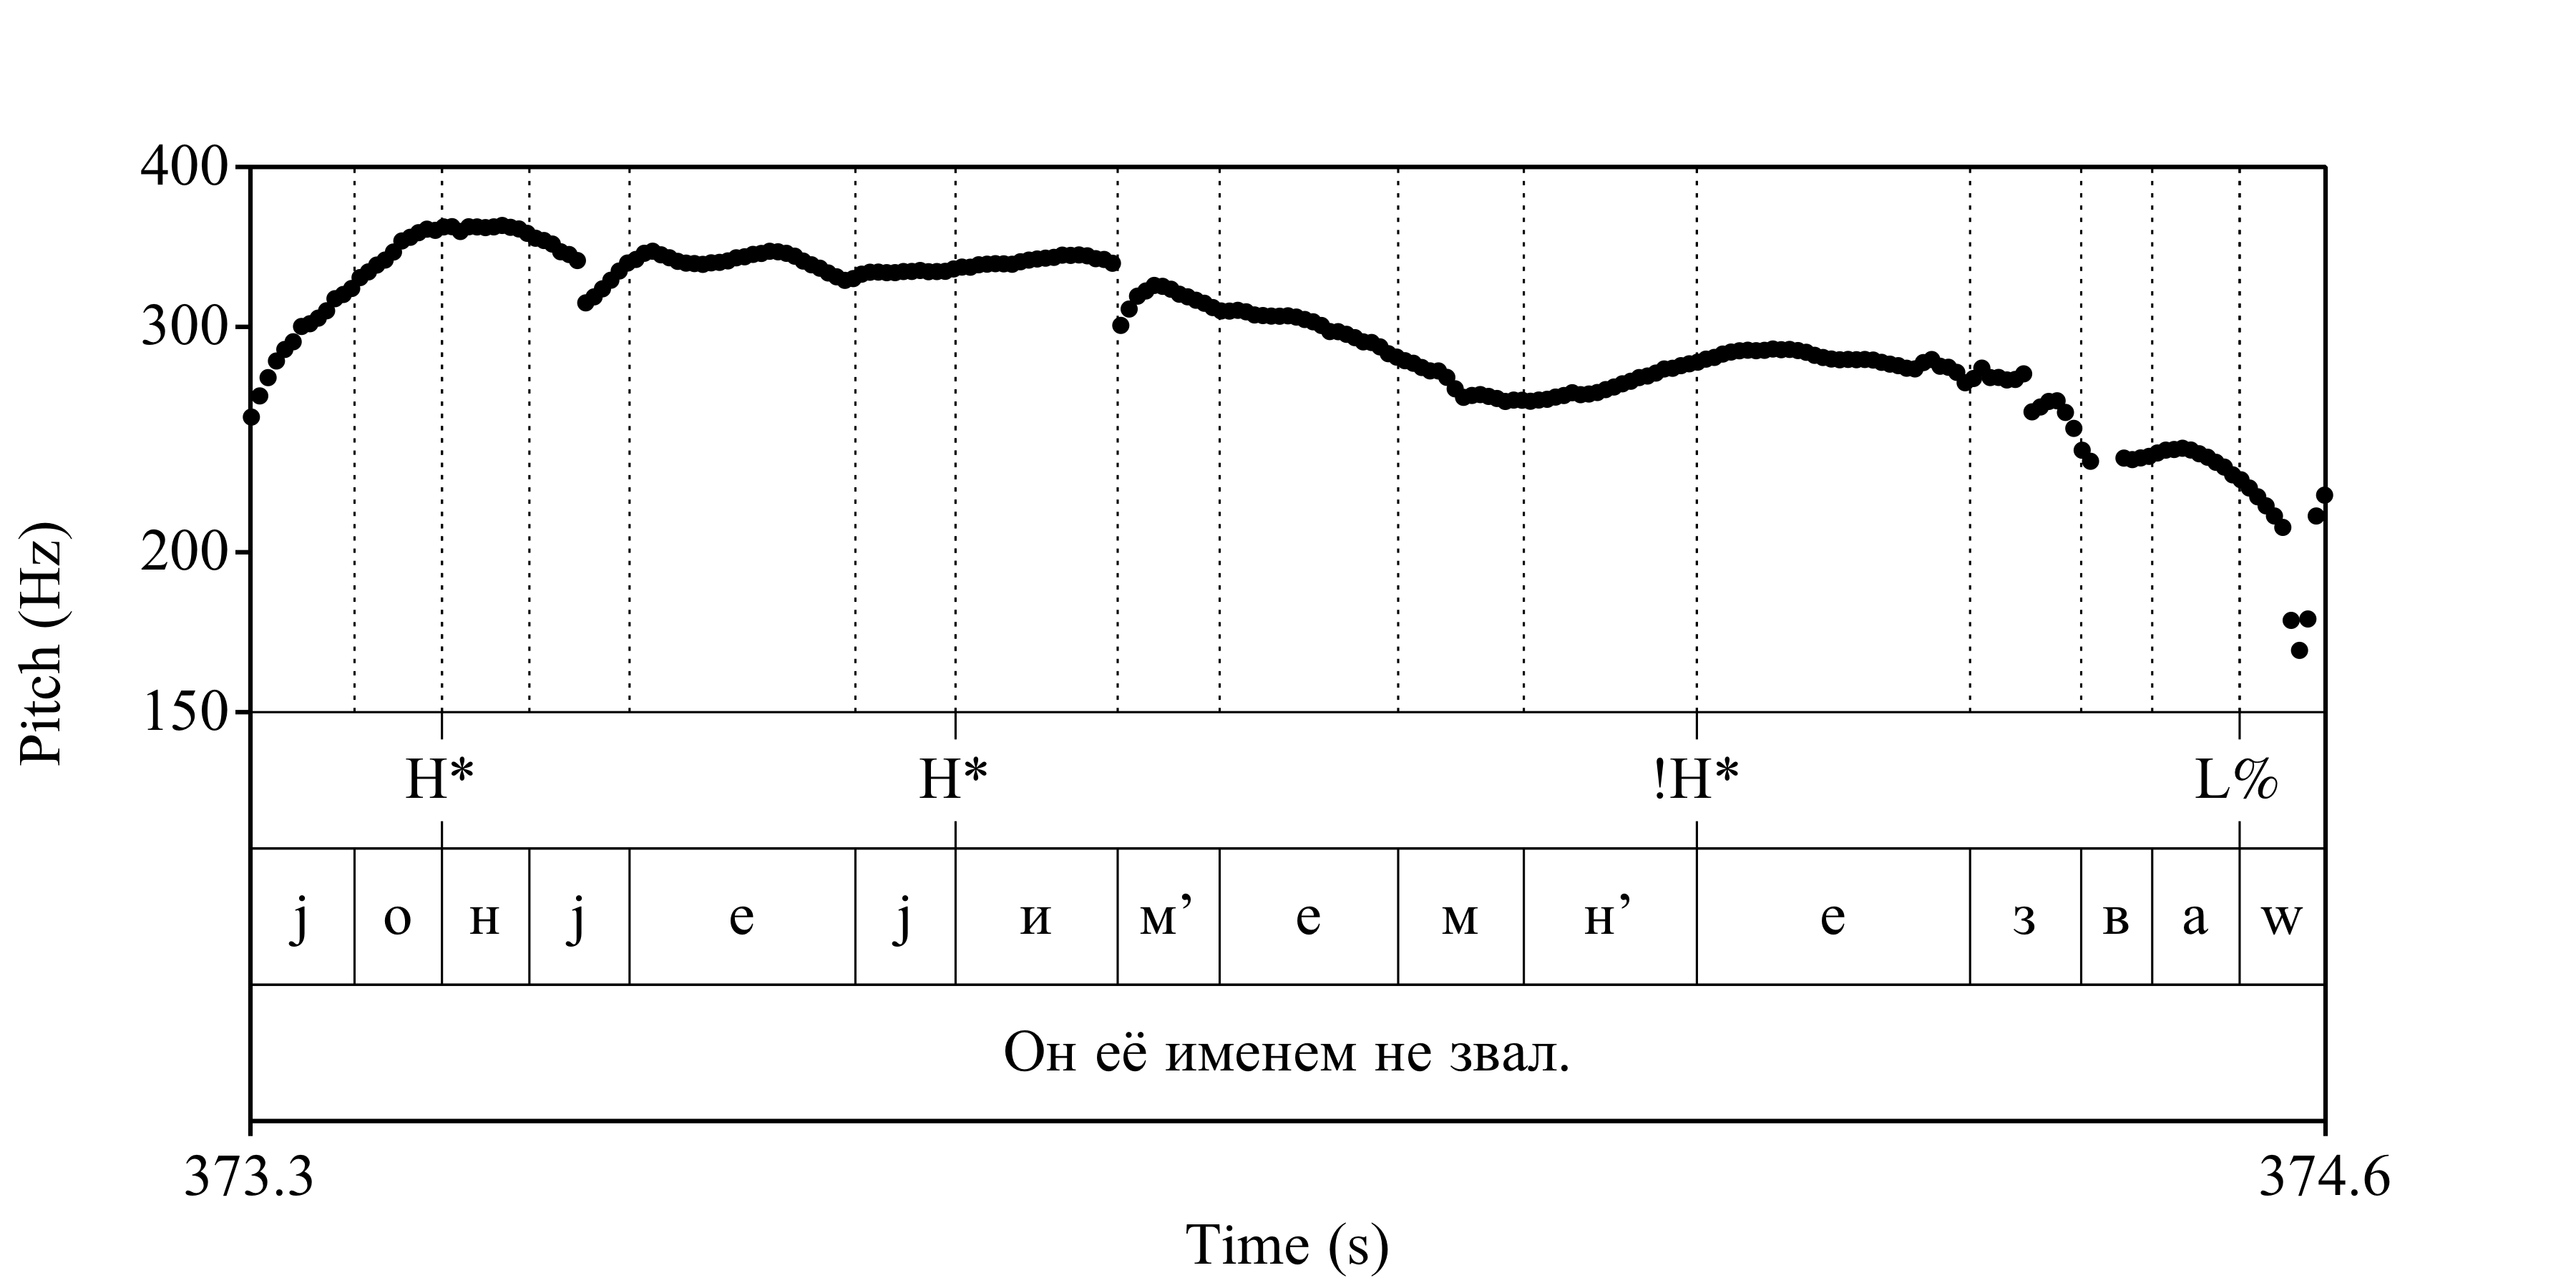 400
300
200
150
Pitch (Hz)
H* H* !H* L%
j о н j е j и м’ е м н’ е з в а w
Он её именем не звал.
373.3 374.6
Time (s)